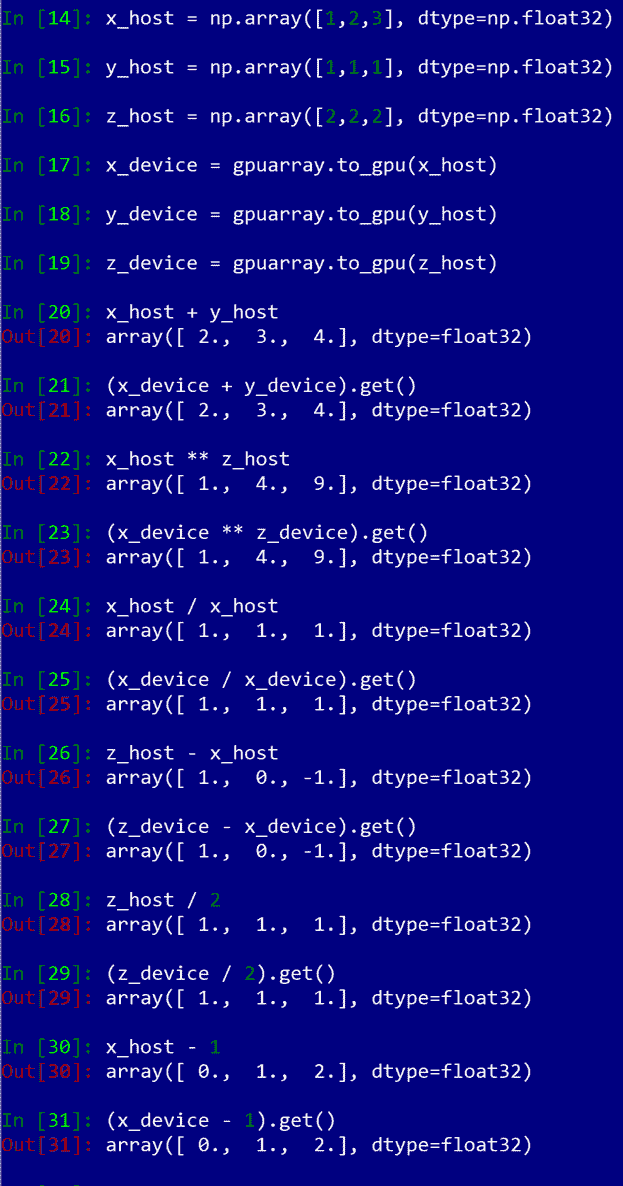 In [14]: x_host = np.array([1,2,3], dtype=np.float32)
In [15]: y_host = np.array([1,1,1], dtype=np.float32)
In [16]: z_host = np.array([2,2,2], dtype=np.float32)
In [17]: x_device = gpuarray.to_gpu(x_host)
In [18]: y_device = gpuarray.to_gpu(y_host)
In [19]: z_device = gpuarray.to_gpu(z_host)
In [20]: x_host + y_host
Out[20]: array([ 2.,  3.,  4.], dtype=float32)
In [21]: (x_device + y_device).get()
Out[21]: array([ 2.,  3.,  4.], dtype=float32)
In [22]: x_host ** z_host
Out[22]: array([ 1.,  4.,  9.], dtype=float32)
In [23]: (x_device ** z_device).get()
Out[23]: array([ 1.,  4.,  9.], dtype=float32)
In [24]: x_host / x_host
Out[24]: array([ 1.,  1.,  1.], dtype=float32)
In [25]: (x_device / x_device).get()
Out[25]: array([ 1.,  1.,  1.], dtype=float32)
In [26]: z_host - x_host
Out[26]: array([ 1.,  0., -1.], dtype=float32)
In [27]: (z_device - x_device).get()
Out[27]: array([ 1.,  0., -1.], dtype=float32)
In [28]: z_host / 2
Out[28]: array([ 1.,  1.,  1.], dtype=float32)
In [29]: (z_device / 2).get()
Out[29]: array([ 1.,  1.,  1.], dtype=float32)
In [30]: x_host - 1
Out[30]: array([ 0.,  1.,  2.], dtype=float32)
In [31]: (x_device - 1).get()
Out[31]: array([ 0.,  1.,  2.], dtype=float32)